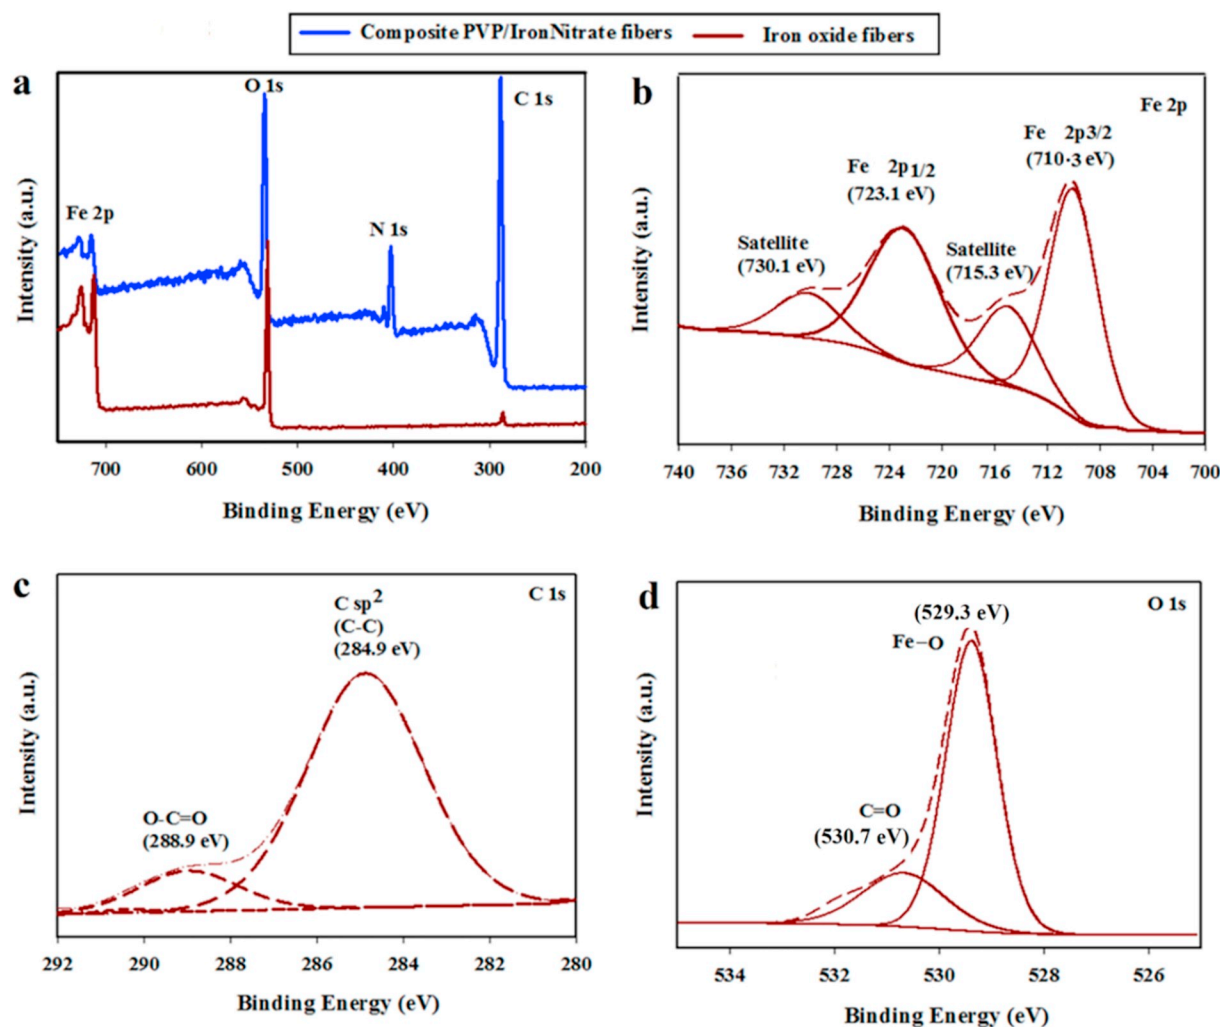 Composite PVP/Iron Nitrate fibers
Iron oxide fibers
a
O 1s
C 1s
Fe 2p
N 1s
Intensity (a.u.)
700 600 500 400 300 200
Binding Energy (eV)
b
Fe 2p
Fe 2p3/2
(710·3 eV)
Fe 2p1/2
(723.1 eV)
Satellite
(730.1 eV)
Satellite
(715.3 eV)
Intensity (a.u.)
740 736 732 728 724 720 716 712 708 704 700
Binding Energy (eV)
c
C 1s
C sp2
(C-C)
(284.9 eV)
O-C=O
(288.9 eV)
Intensity (a.u.)
292 290 288 286 284 282 280
Binding Energy (eV)
d
O 1s
(529.3 eV)
Fe–O
C=O
(530.7 eV)
Intensity (a.u.)
534 532 530 528 526
Binding Energy (eV)